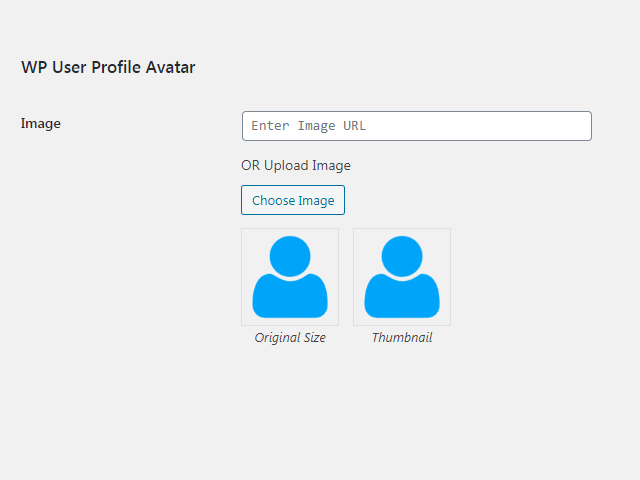 WP User Profile Avatar
Image
Enter Image URL
OR Upload Image
Choose Image
Original Size
Thumbnail